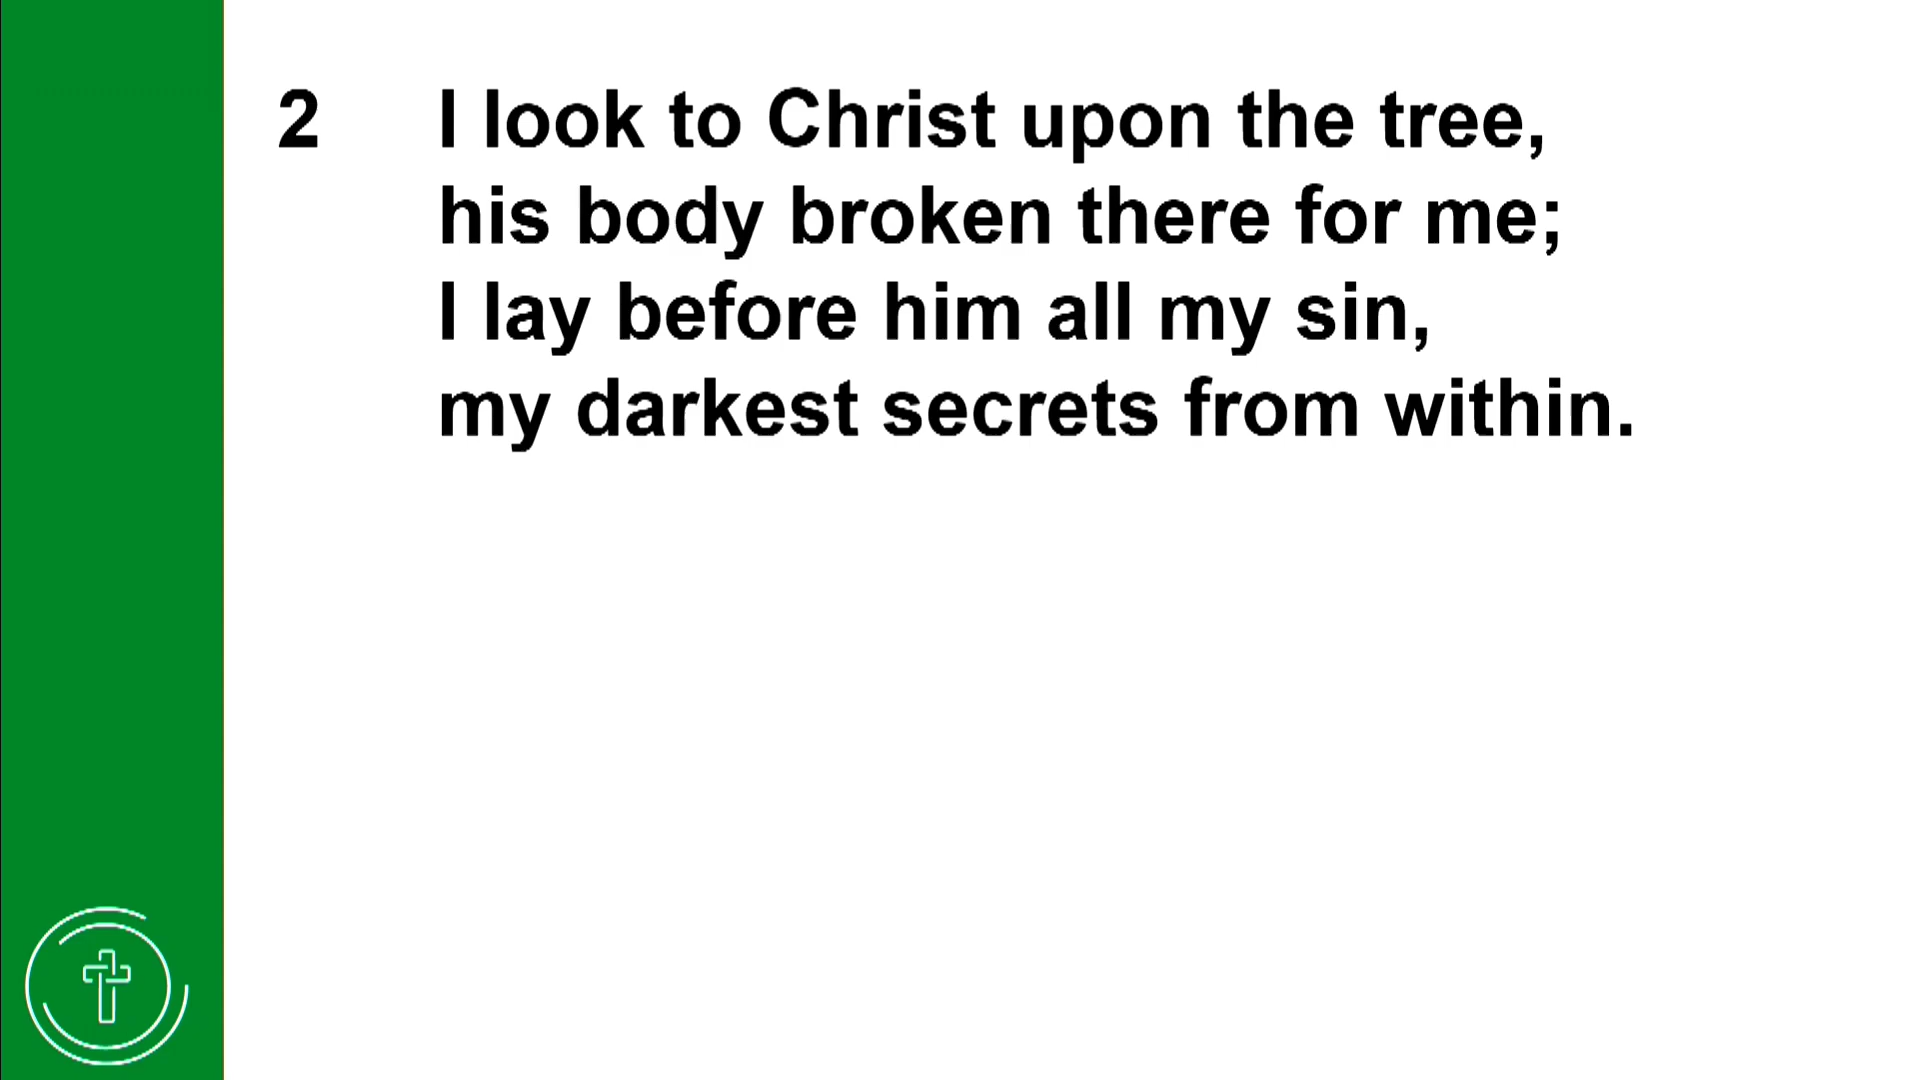 2 I look to Christ upon the tree,
his body broken there for me;
I lay before him all my sin,
my darkest secrets from within.